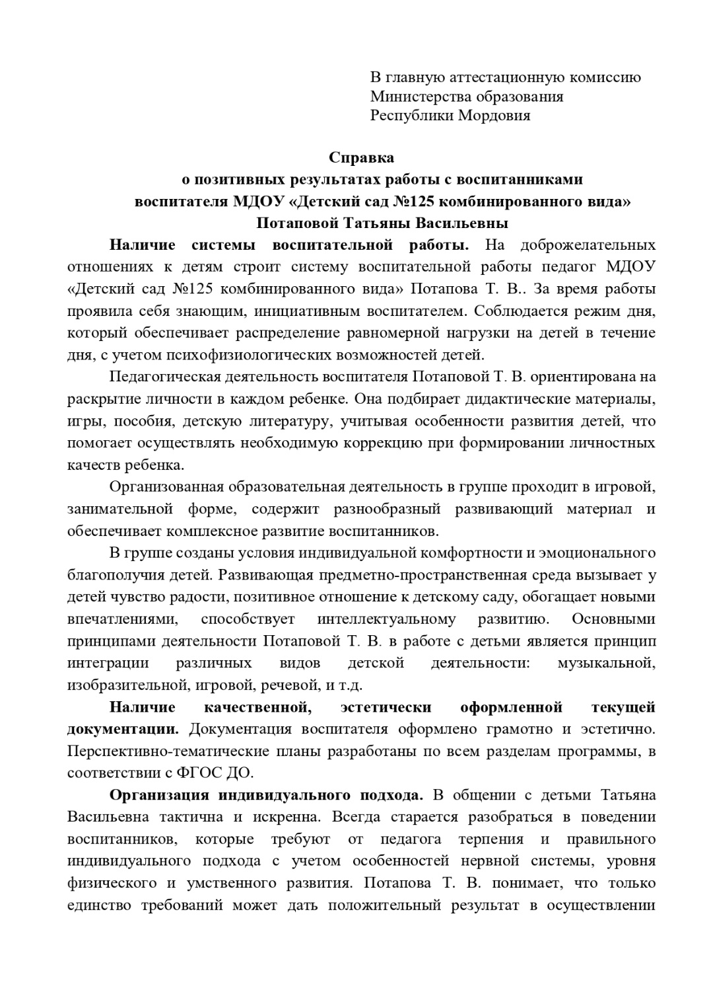 В главную аттестационную комиссию
Министерства образования
Республики Мордовия
Справка
о позитивных результатах работы с воспитанниками
воспитателя МДОУ «Детский сад №125 комбинированного вида»
Потаповой Татьяны Васильевны
Наличие системы воспитательной работы. На доброжелательных
отношениях к детям строит систему воспитательной работы педагог МДОУ
«Детский сад №125 комбинированного вида» Потапова Т. В.. За время работы
проявила себя знающим, инициативным воспитателем. Соблюдается режим дня,
который обеспечивает распределение равномерной нагрузки на детей в течение
дня, с учетом психофизиологических возможностей детей.
Педагогическая деятельность воспитателя Потаповой Т. В. ориентирована на
раскрытие личности в каждом ребенке. Она подбирает дидактические материалы,
игры, пособия, детскую литературу, учитывая особенности развития детей, что
помогает осуществлять необходимую коррекцию при формировании личностных
качеств ребенка.
Организованная образовательная деятельность в группе проходит в игровой,
занимательной форме, содержит разнообразный развивающий материал и
обеспечивает комплексное развитие воспитанников.
В группе созданы условия индивидуальной комфортности и эмоционального
благополучия детей. Развивающая предметно-пространственная среда вызывает у
детей чувство радости, позитивное отношение к детскому саду, обогащает новыми
впечатлениями, способствует интеллектуальному развитию. Основными
принципами деятельности Потаповой Т. В. в работе с детьми является принцип
интеграции различных видов детской деятельности: музыкальной,
изобразительной, игровой, речевой, и т.д.
Наличие качественной, эстетически оформленной текущей
документации. Документация воспитателя оформлено грамотно и эстетично.
Перспективно-тематические планы разработаны по всем разделам программы, в
соответствии с ФГОС ДО.
Организация индивидуального подхода. В общении с детьми Татьяна
Васильевна тактична и искренна. Всегда старается разобраться в поведении
воспитанников, которые требуют от педагога терпения и правильного
индивидуального подхода с учетом особенностей нервной системы, уровня
физического и умственного развития. Потапова Т. В. понимает, что только
единство требований может дать положительный результат в осуществлении